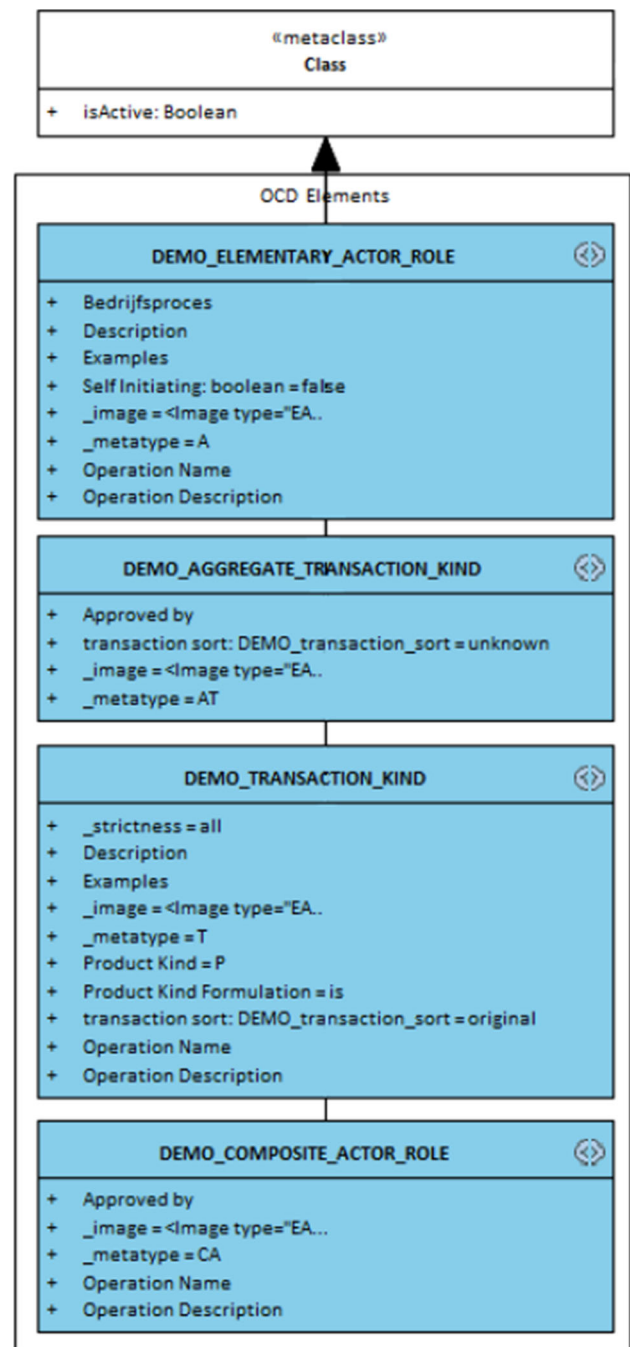 «metaclass»
Class
+ isActive: Boolean
OCD Elements
DEMO_ELEMENTARY_ACTOR_ROLE
+ Bedrijfsproces
+ Description
+ Examples
+ Self Initiating: boolean = false
+ _image = <Image type="EA..
+ _metatype = A
+ Operation Name
+ Operation Description
DEMO_AGGREGATE_TRANSACTION_KIND
+ Approved by
+ transaction sort: DEMO_transaction_sort = unknown
+ _image = <Image type="EA..
+ _metatype = AT
DEMO_TRANSACTION_KIND
+ _strictness = all
+ Description
+ Examples
+ _image = <Image type="EA..
+ _metatype = T
+ Product Kind = P
+ Product Kind Formulation = is
+ transaction sort: DEMO_transaction_sort = original
+ Operation Name
+ Operation Description
DEMO_COMPOSITE_ACTOR_ROLE
+ Approved by
+ _image = <Image type="EA...
+ _metatype = CA
+ Operation Name
+ Operation Description